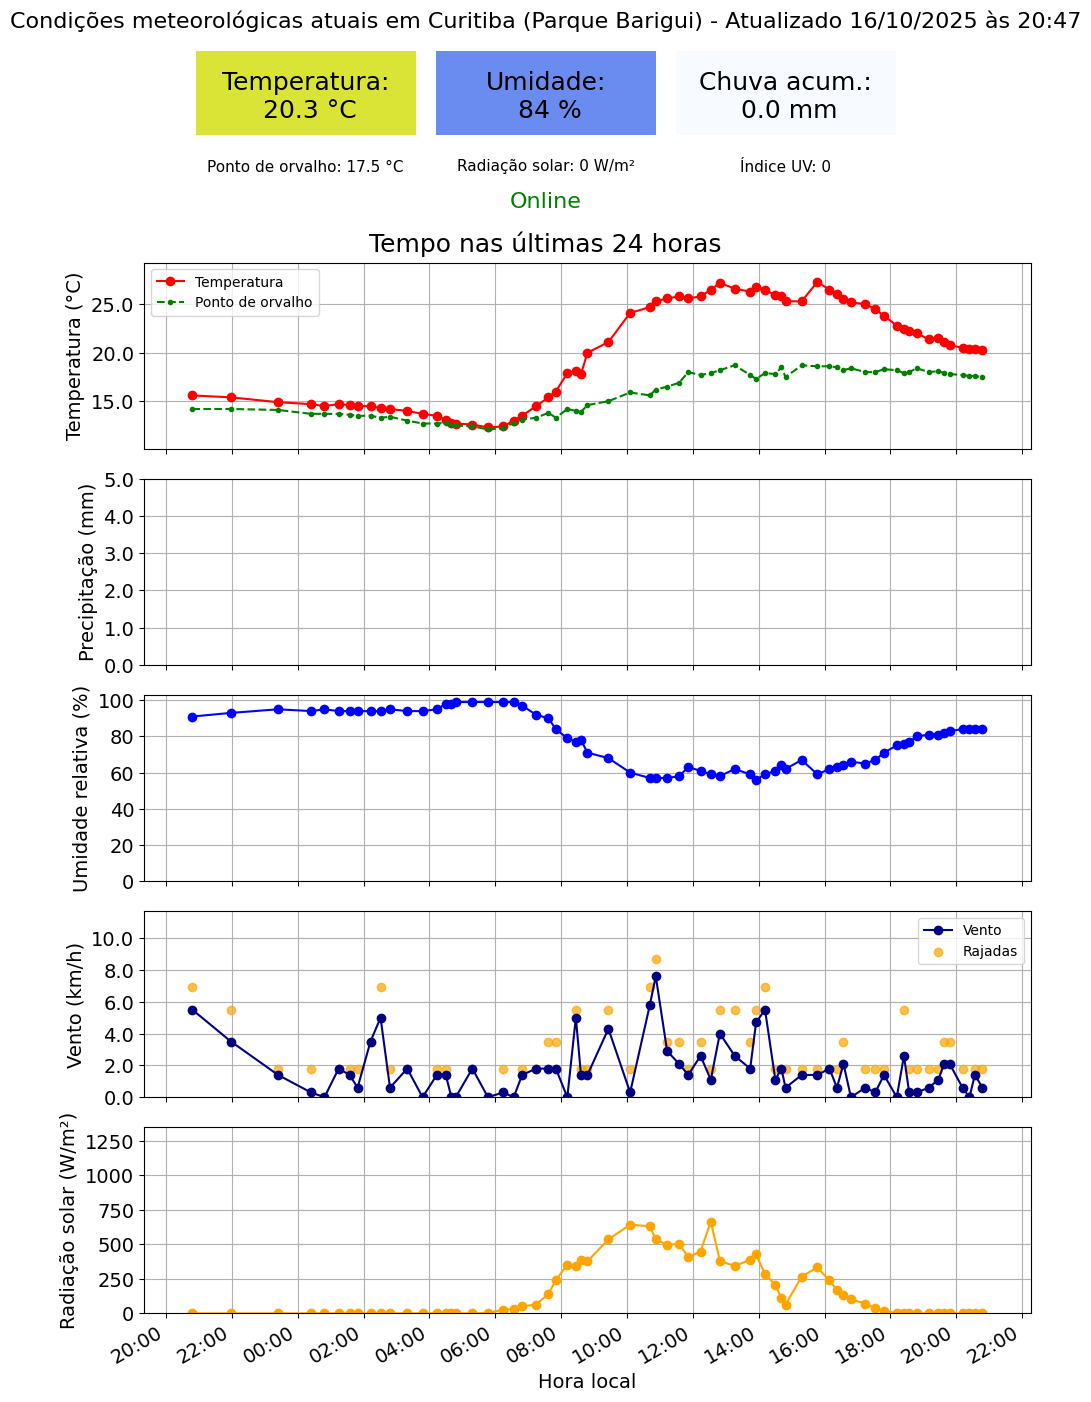 Condições meteorológicas atuais em Curitiba (Parque Barigui) - Atualizado 16/10/2025 às 20:47
Temperatura:
20.3 °C
Umidade:
84 %
Chuva acum.:
0.0 mm
Ponto de orvalho: 17.5 °C
Radiação solar: 0 W/m²
Índice UV: 0
Online
Tempo nas últimas 24 horas
Temperatura (°C)
25.0
20.0
15.0
Temperatura
Ponto de orvalho
Precipitação (mm)
5.0
4.0
3.0
2.0
1.0
0.0
Umidade relativa (%)
100
80
60
40
20
0
Vento (km/h)
10.0
8.0
6.0
4.0
2.0
0.0
Vento
Rajadas
Radiação solar (W/m²)
1250
1000
750
500
250
0
20:00 22:00 00:00 02:00 04:00 06:00 08:00 10:00 12:00 14:00 16:00 18:00 20:00 22:00
Hora local